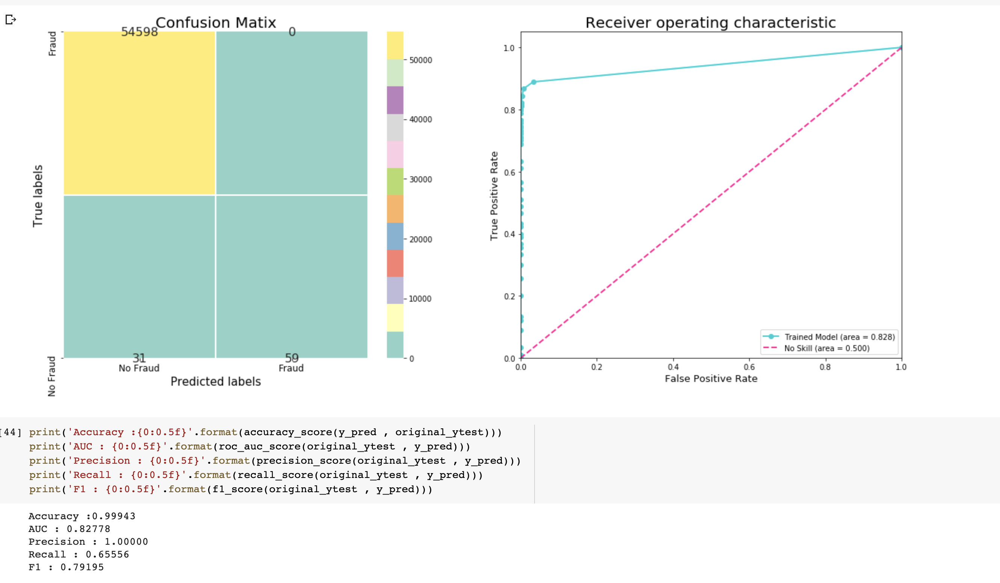 Confusion Matix
54598
0
Fraud
True labels
31
59
No Fraud
No Fraud
Fraud
Predicted labels
50000
40000
30000
20000
10000
0
Receiver operating characteristic
1.0
0.8
0.6
0.4
0.2
0.0
True Positive Rate
Trained Model (area = 0.828)
No Skill (area = 0.500)
0.0
0.2
0.4
0.6
0.8
1.0
False Positive Rate
[44] print('Accuracy :{0:0.5f}'.format(accuracy_score(y_pred , original_ytest)))
print('AUC : {0:0.5f}'.format(roc_auc_score(original_ytest , y_pred)))
print('Precision : {0:0.5f}'.format(precision_score(original_ytest , y_pred)))
print('Recall : {0:0.5f}'.format(recall_score(original_ytest , y_pred)))
print('F1 : {0:0.5f}'.format(f1_score(original_ytest , y_pred)))
Accuracy :0.99943
AUC : 0.82778
Precision : 1.00000
Recall : 0.65556
F1 : 0.79195